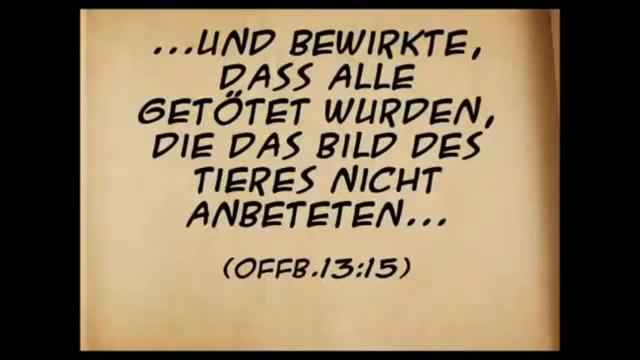 ...UND BEWIRKTE,
DASS ALLE
GETÖTET WURDEN,
DIE DAS BILD DES
TIERES NICHT
ANBETETEN...
(OFFB.13:15)